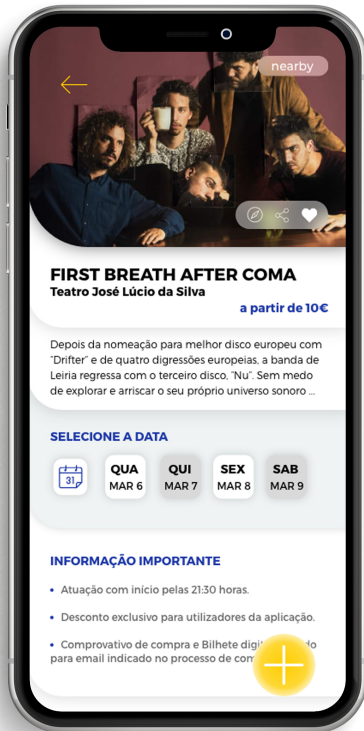 nearby
FIRST BREATH AFTER COMA
Teatro José Lúcio da Silva
a partir de 10€
Depois da nomeação para melhor disco europeu com
"Drifter" e de quatro digressões europeias, a banda de
Leiria regressa com o terceiro disco, "Nu". Sem medo
de explorar e arriscar o seu próprio universo sonoro ...
SELECIONE A DATA
31
QUA QUI SEX SAB
MAR 6 MAR 7 MAR 8 MAR 9
INFORMAÇÃO IMPORTANTE
• Atuação com início pelas 21:30 horas.
• Desconto exclusivo para utilizadores da aplicação.
• Comprovativo de compra e Bilhete
para email indicado no processo de